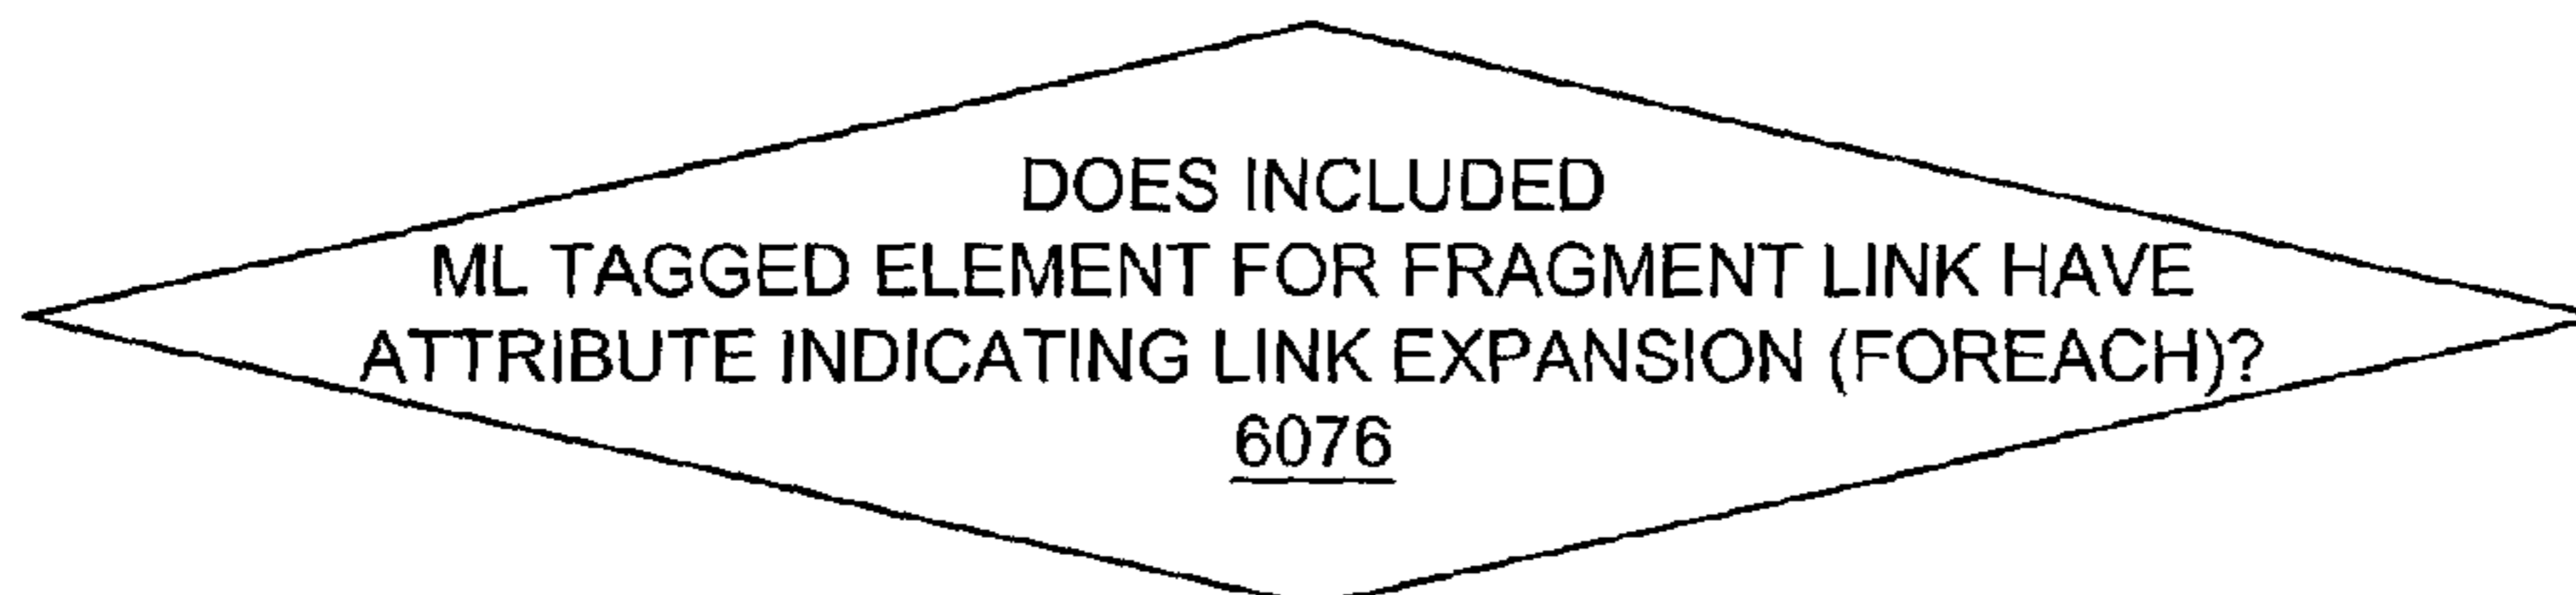 DOES INCLUDED
ML TAGGED ELEMENT FOR FRAGMENT LINK HAVE
ATTRIBUTE INDICATING LINK EXPANSION (FOREACH)?
6076